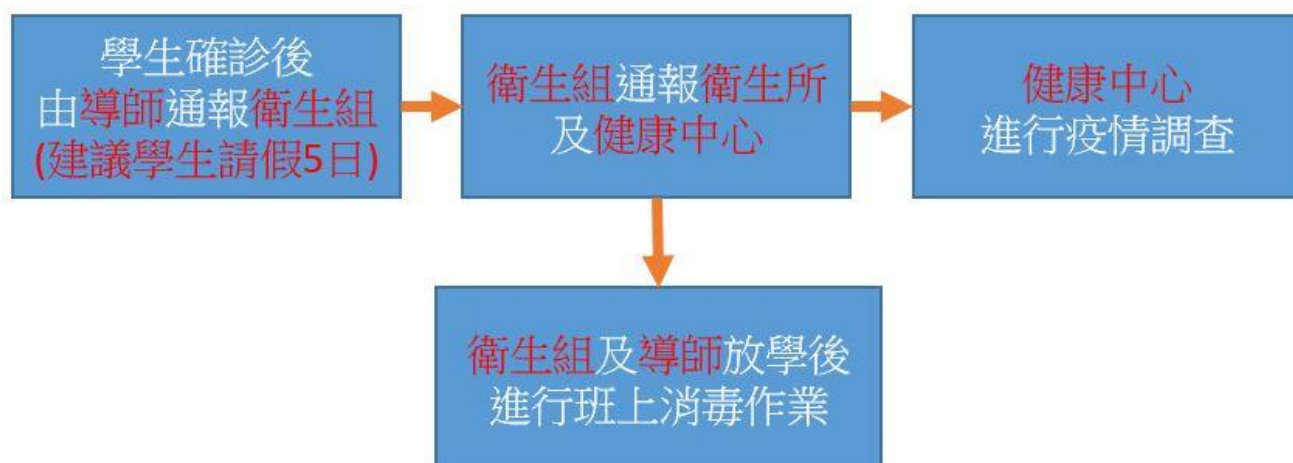 學生確診後
由導師通報衛生組
(建議學生請假5日)
衛生組通報衛生所
及健康中心
健康中心
進行疫情調查
衛生組及導師放學後
進行班上消毒作業